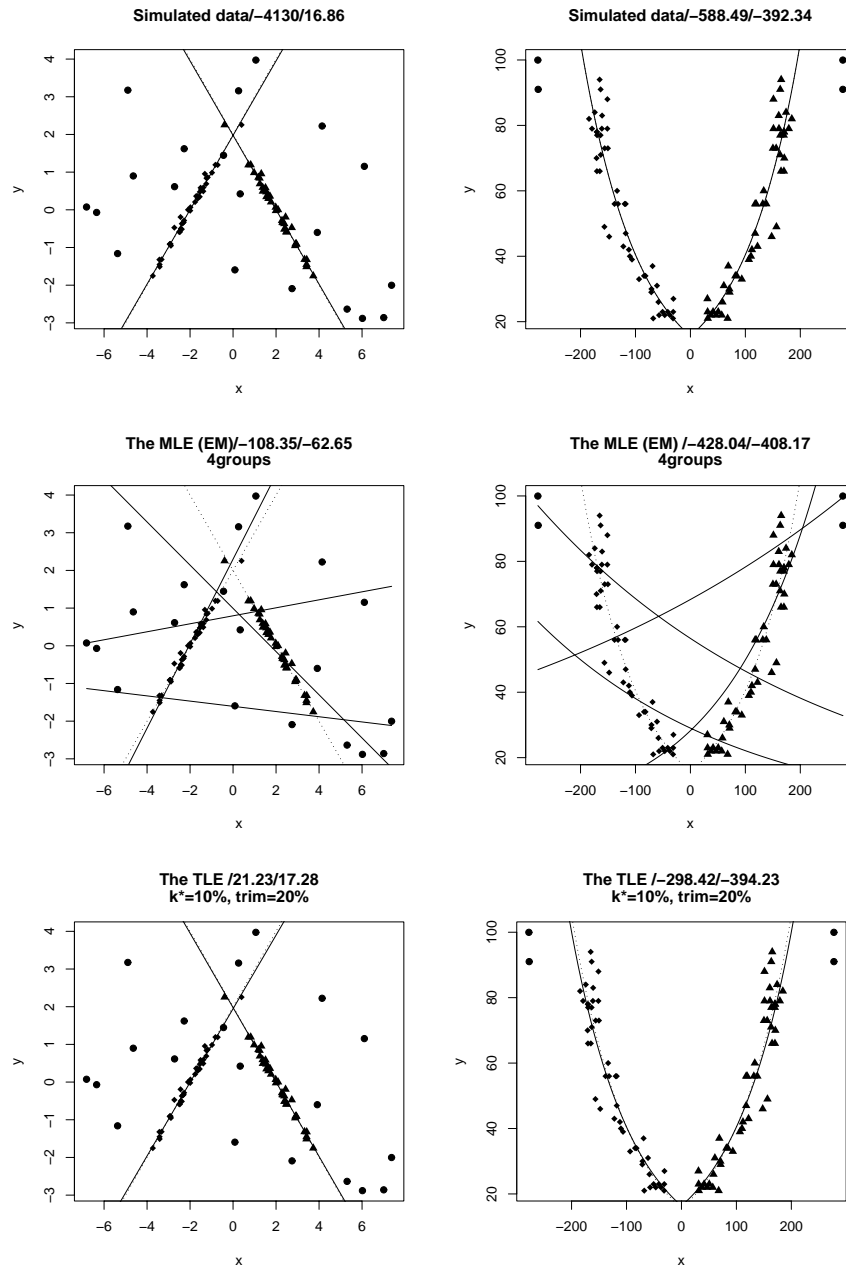 Simulated data/−4130/16.86
4
3
2
1
0
−1
−2
−3
y
−6 −4 −2 0 2 4 6
x
Simulated data/−588.49/−392.34
100
80
60
40
20
y
−200 −100 0 100 200
x
The MLE (EM)/−108.35/−62.65
4groups
4
3
2
1
0
−1
−2
−3
y
−6 −4 −2 0 2 4 6
x
The MLE (EM) /−428.04/−408.17
4groups
100
80
60
40
20
y
−200 −100 0 100 200
x
The TLE /21.23/17.28
k*=10%, trim=20%
4
3
2
1
0
−1
−2
−3
y
−6 −4 −2 0 2 4 6
x
The TLE /−298.42/−394.23
k*=10%, trim=20%
100
80
60
40
20
y
−200 −100 0 100 200
x